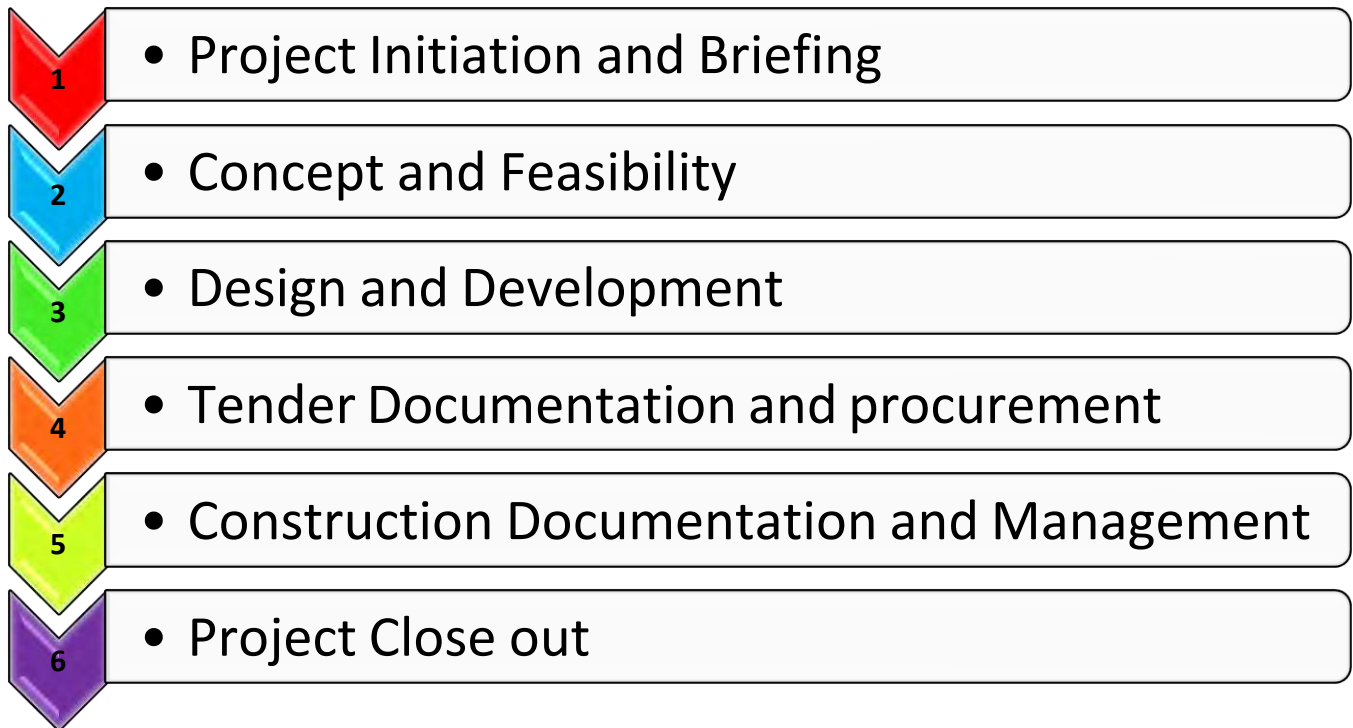 1 • Project Initiation and Briefing
2 • Concept and Feasibility
3 • Design and Development
4 • Tender Documentation and procurement
5 • Construction Documentation and Management
6 • Project Close out